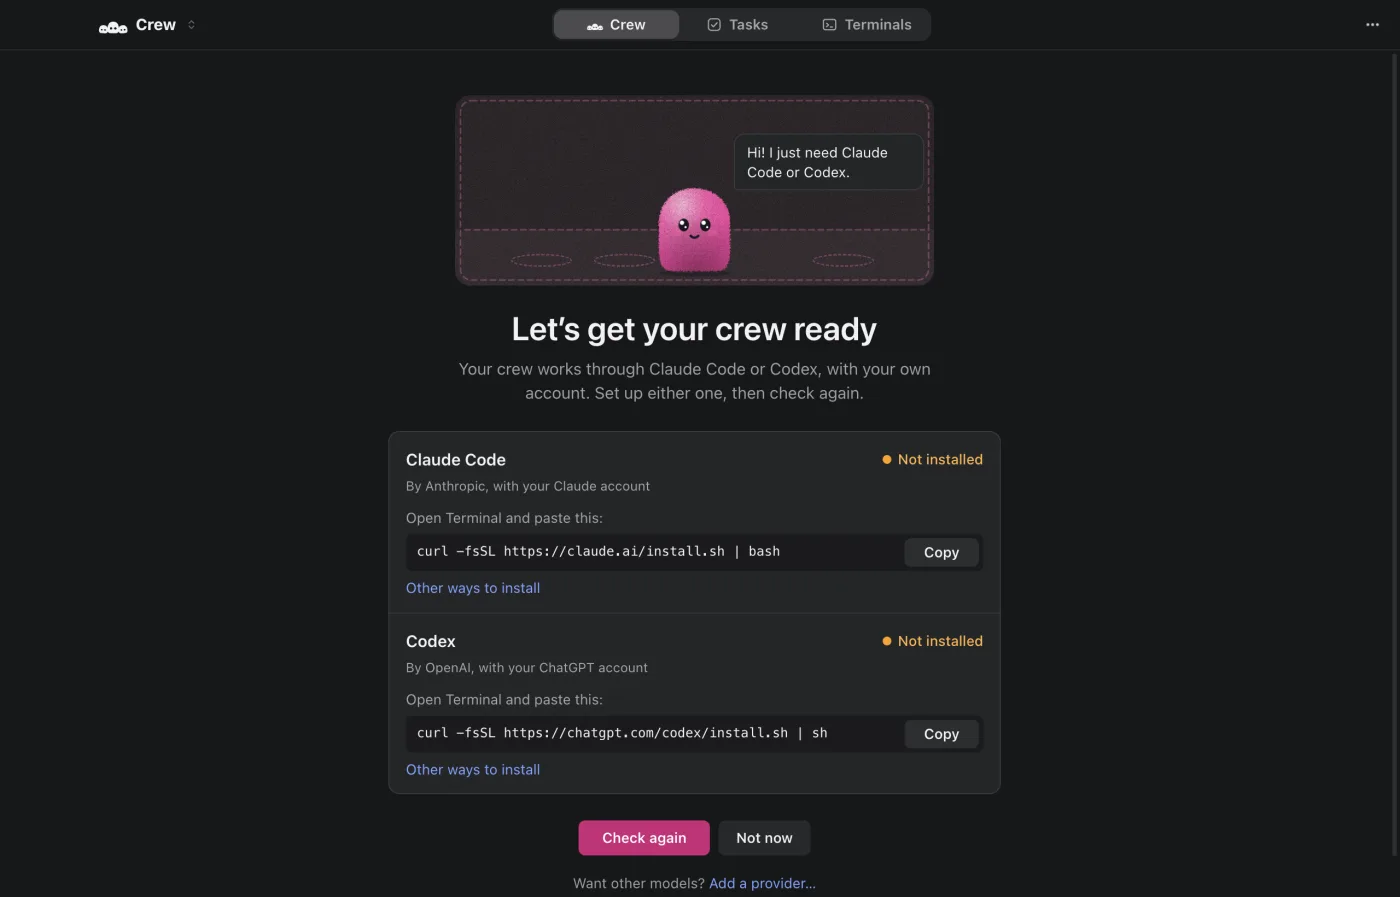 Crew
Crew
Tasks
Terminals
Hi! I just need Claude
Code or Codex.
Let's get your crew ready
Your crew works through Claude Code or Codex, with your own
account. Set up either one, then check again.
Claude Code
Not installed
By Anthropic, with your Claude account
Open Terminal and paste this:
curl -fsSL https://claude.ai/install.sh | bash
Copy
Other ways to install
Codex
Not installed
By OpenAI, with your ChatGPT account
Open Terminal and paste this:
curl -fsSL https://chatgpt.com/codex/install.sh | sh
Copy
Other ways to install
Check again
Not now
Want other models? Add a provider...